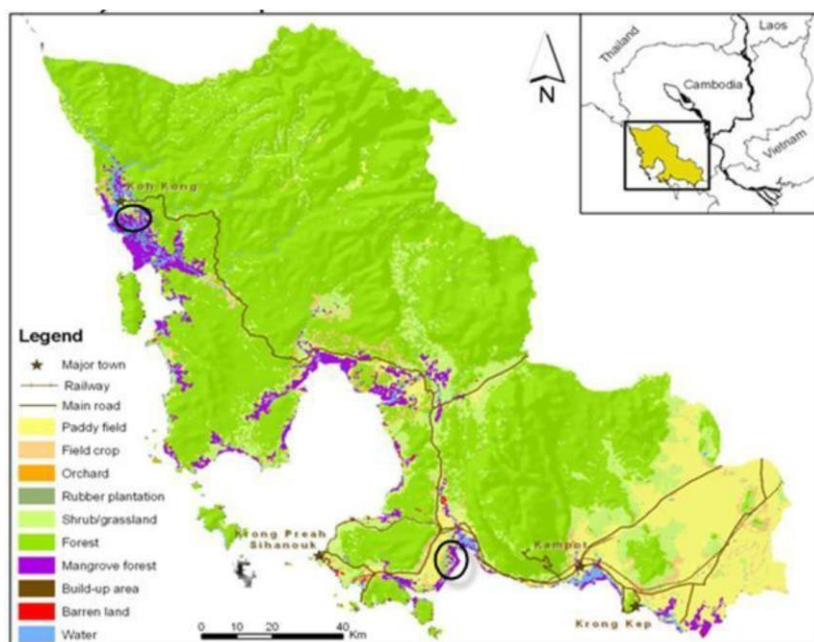 Thailand
Laos
Cambodia
Vietnam
N
Koh Kong
Legend
Major town
Railway
Main road
Paddy field
Field crop
Orchard
Rubber plantation
Shrub/grassland
Forest
Mangrove forest
Build-up area
Barren land
Water
Krong Preah
Sihanouk
Kampot
Krong Kep
0 10 20 40
Km